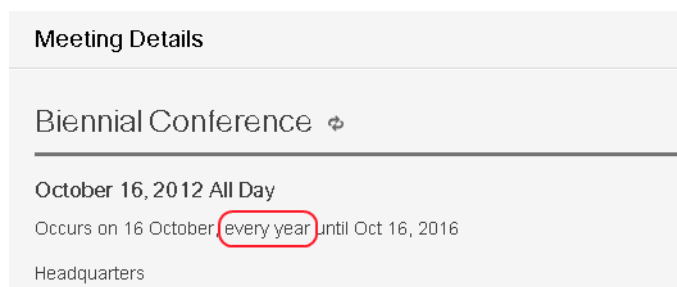 Meeting Details
Biennial Conference
October 16, 2012 All Day
Occurs on 16 October, every year until Oct 16, 2016
Headquarters